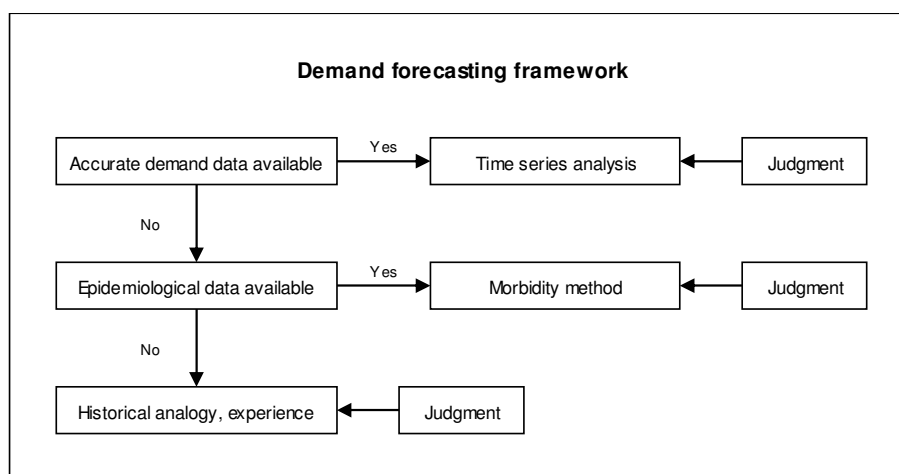 Demand forecasting framework
Accurate demand data available
Yes
Time series analysis
Judgment
No
Epidemiological data available
Yes
Morbidity method
Judgment
No
Historical analogy, experience
Judgment